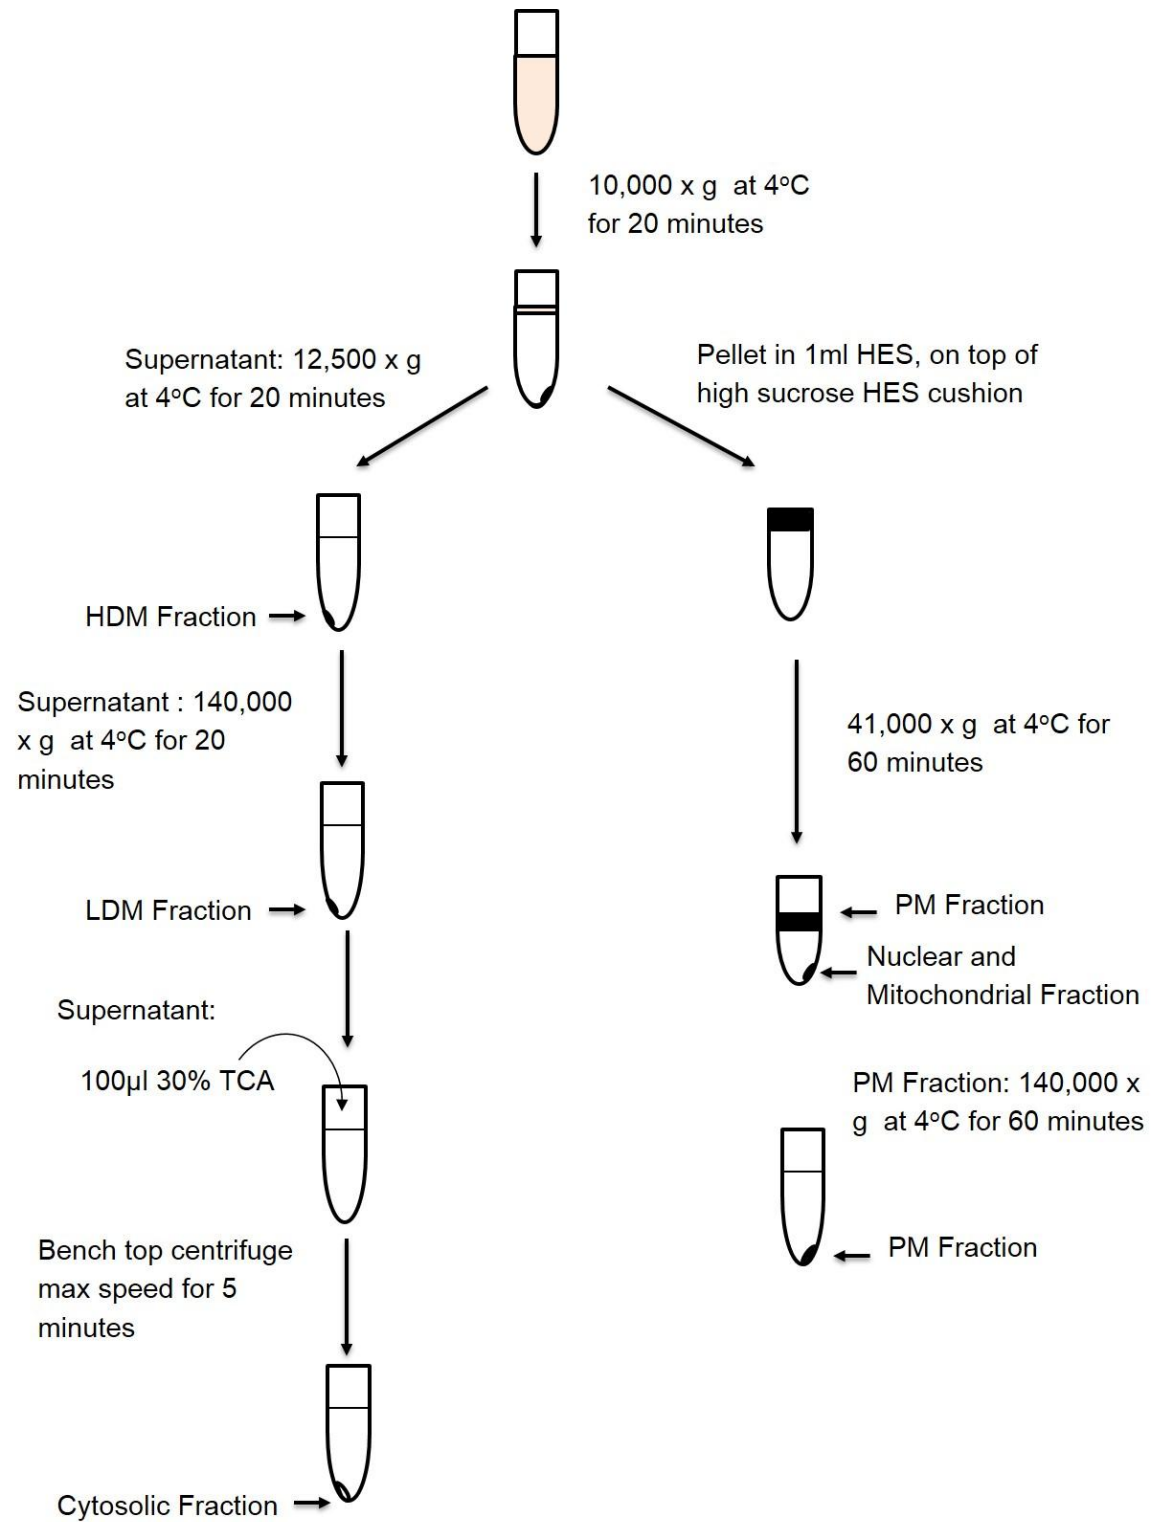 10,000 x g  at 4°C
for 20 minutes
Supernatant: 12,500 x g
at 4°C for 20 minutes
Pellet in 1ml HES, on top of
high sucrose HES cushion
HDM Fraction
Supernatant : 140,000
x g  at 4°C for 20
minutes
41,000 x g  at 4°C for
60 minutes
LDM Fraction
PM Fraction
Nuclear and
Mitochondrial Fraction
Supernatant:
100µl 30% TCA
PM Fraction: 140,000 x
g  at 4°C for 60 minutes
Bench top centrifuge
max speed for 5
minutes
PM Fraction
Cytosolic Fraction